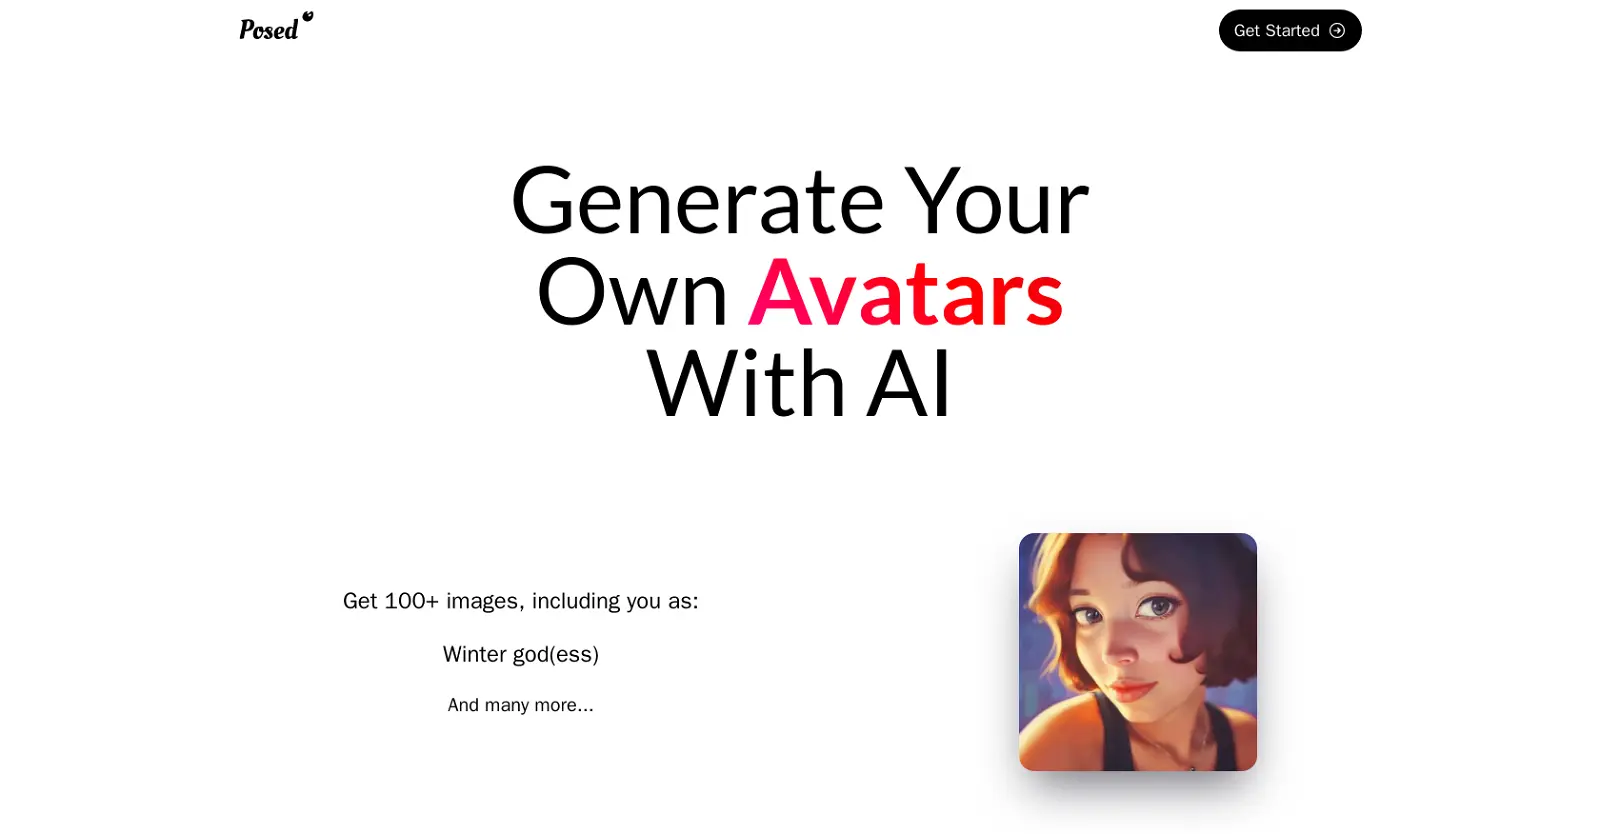 Posed
Get Started
Generate Your
Own Avatars
With AI
Get 100+ images, including you as:
Winter god(ess)
And many more...